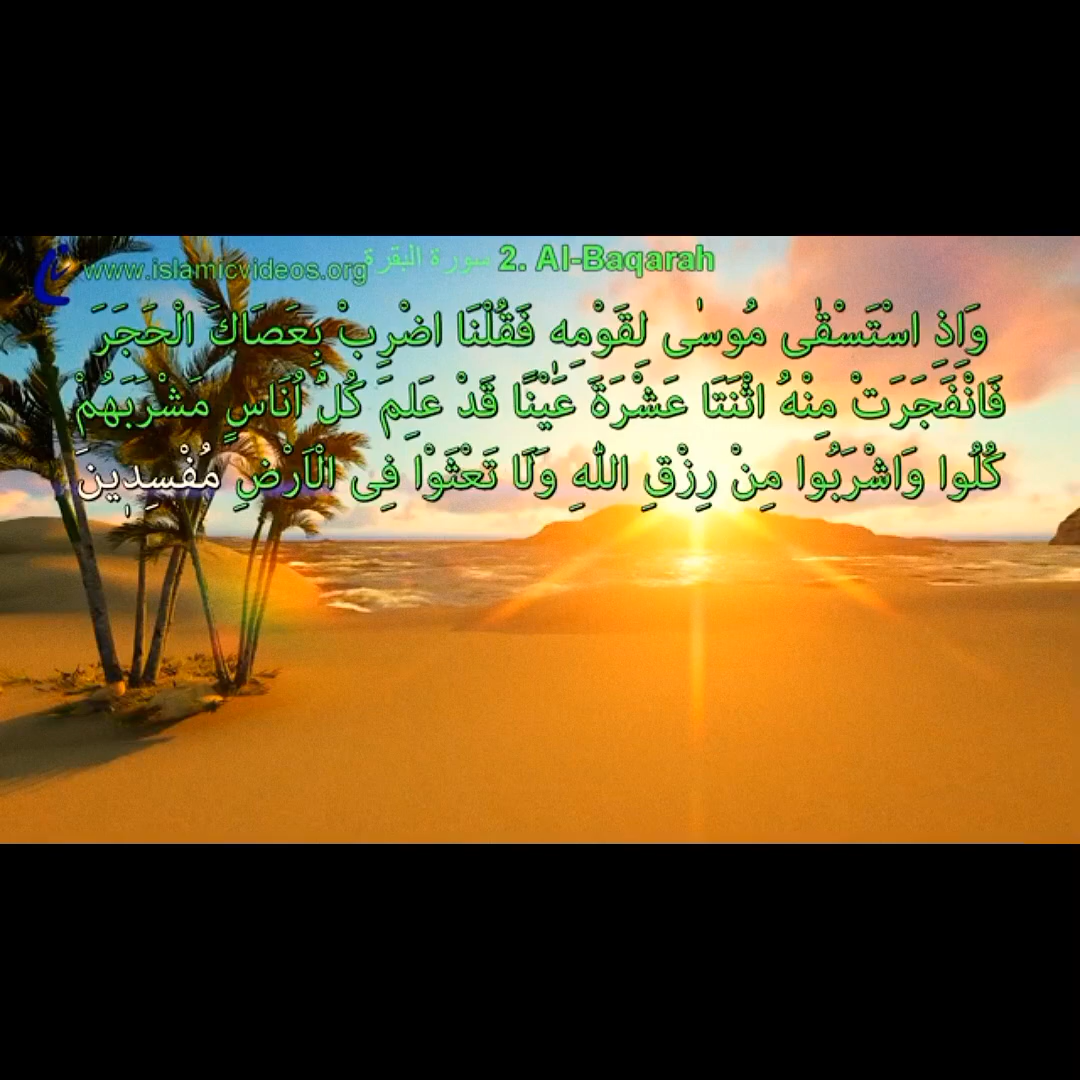 www.islamicvideos.org سورة البقرة 2. Al-Baqarah
وَاِذِ اسْتَسْقٰى مُوسٰى لِقَوْمِهٖ فَقُلْنَا اضْرِبْ بِعَصَاكَ الْحَجَرَ
فَانْفَجَرَتْ مِنْهُ اثْنَتَا عَشْرَةَ عَيْنًا قَدْ عَلِمَ كُلُّ اُنَاسٍ مَشْرَبَهُمْ
كُلُوا وَاشْرَبُوا مِنْ رِزْقِ اللّٰهِ وَلَا تَعْثَوْا فِى الْاَرْضِ مُفْسِدٖينَ